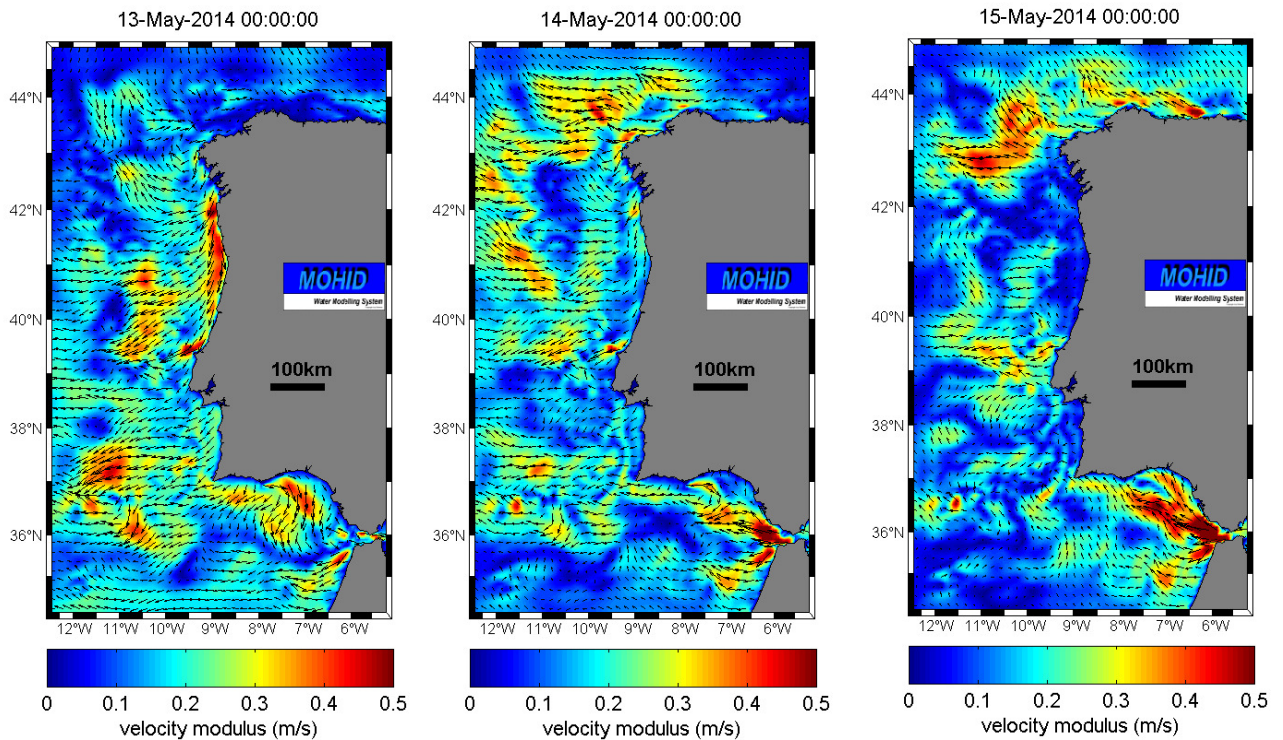 13-May-2014 00:00:00
44°N
42°N
40°N
38°N
36°N
12°W 11°W 10°W 9°W 8°W 7°W 6°W
MOHID
Water Modelling System
100km
0 0.1 0.2 0.3 0.4 0.5
velocity modulus (m/s)
14-May-2014 00:00:00
44°N
42°N
40°N
38°N
36°N
12°W 11°W 10°W 9°W 8°W 7°W 6°W
MOHID
Water Modelling System
100km
0 0.1 0.2 0.3 0.4 0.5
velocity modulus (m/s)
15-May-2014 00:00:00
44°N
42°N
40°N
38°N
36°N
12°W 11°W 10°W 9°W 8°W 7°W 6°W
MOHID
Water Modelling System
100km
0 0.1 0.2 0.3 0.4 0.5
velocity modulus (m/s)